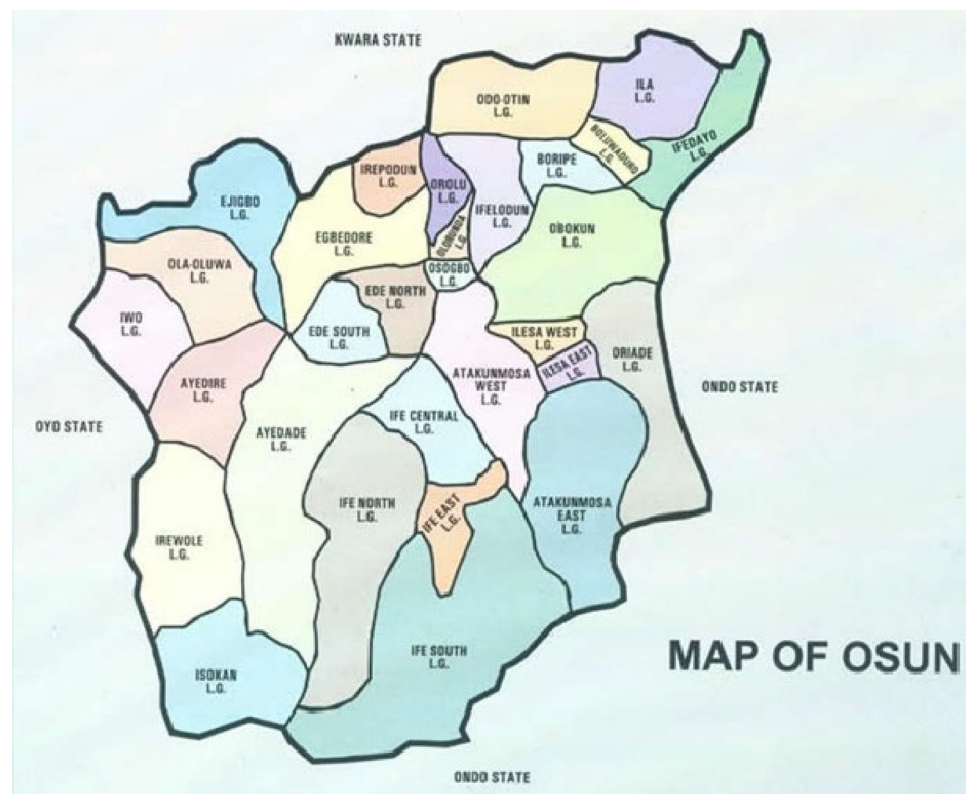 KWARA STATE
ODO-OTIN
L.G.
ILA
L.G.
IFEDAYO
L.G.
BOLUWADURO
L.G.
BORIPE
L.G.
IREPODUN
L.G.
OROLU
L.G.
IFELODUN
L.G.
OLORUNDA
L.G.
EJIGBO
L.G.
EGBEDORE
L.G.
OBOKUN
L.G.
OLA-OLUWA
L.G.
OSOGBO
L.G.
EDE NORTH
L.G.
IWO
L.G.
EDE SOUTH
L.G.
ILESA WEST
L.G.
ILESA EAST
L.G.
ORIADE
L.G.
AYEDIRE
L.G.
ATAKUNMOSA
WEST
L.G.
ONDO STATE
OYO STATE
AYEDADE
L.G.
IFE CENTRAL
L.G.
IFE NORTH
L.G.
IFE EAST
L.G.
ATAKUNMOSA
EAST
L.G.
IREWOLE
L.G.
IFE SOUTH
L.G.
ISOKAN
L.G.
MAP OF OSUN
ONDO STATE